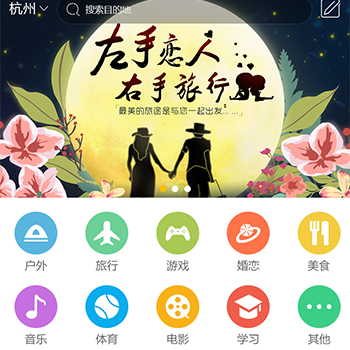 杭州
搜索目的地
左手恋人
右手旅行
「最美的旅途是与您一起出发……」
户外 旅行 游戏 婚恋 美食
音乐 体育 电影 学习 其他